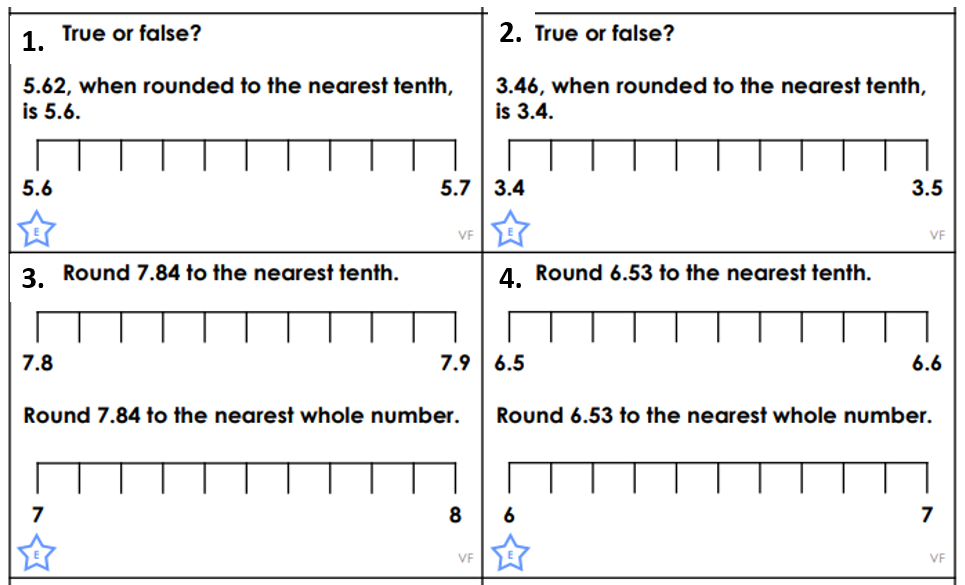 1. True or false?
5.62, when rounded to the nearest tenth,
is 5.6.
5.6 5.7
E VF
2. True or false?
3.46, when rounded to the nearest tenth,
is 3.4.
3.4 3.5
E VF
3. Round 7.84 to the nearest tenth.
7.8 7.9
Round 7.84 to the nearest whole number.
7 8
E VF
4. Round 6.53 to the nearest tenth.
6.5 6.6
Round 6.53 to the nearest whole number.
6 7
E VF